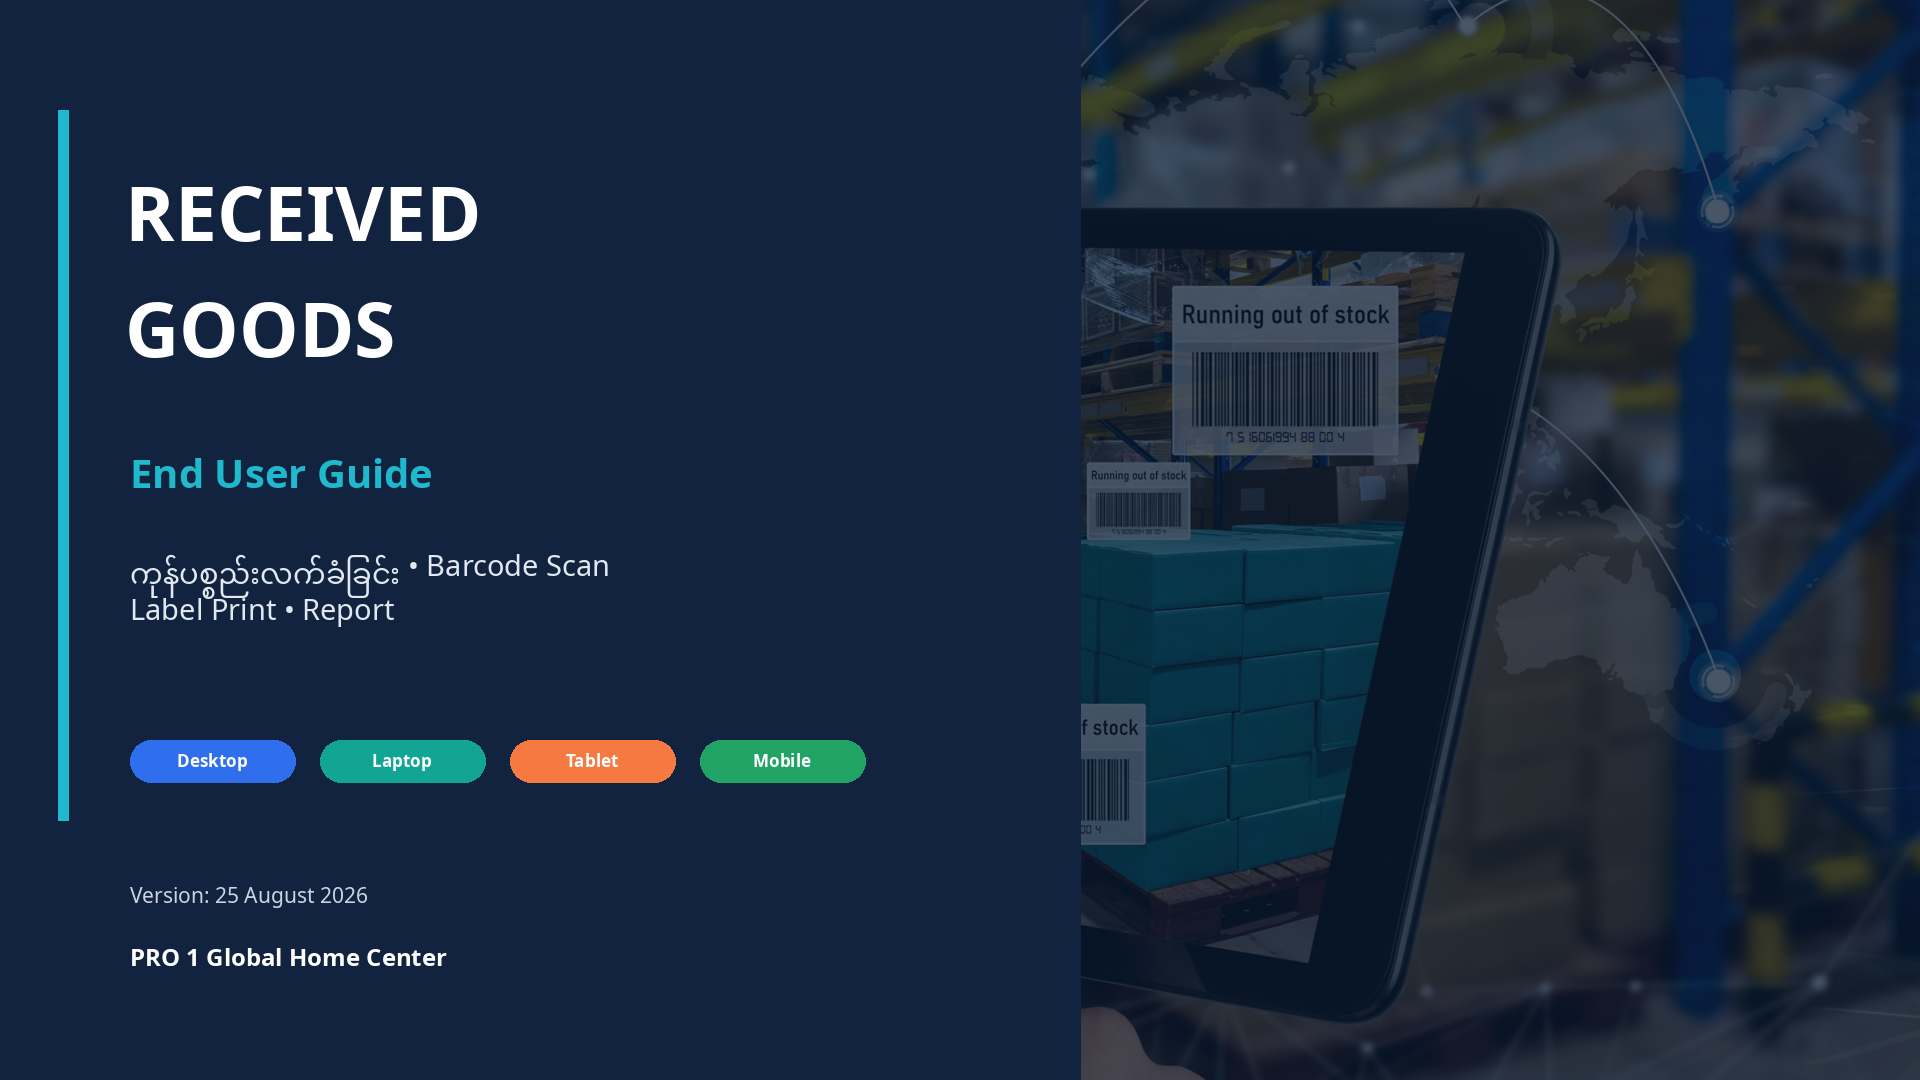 RECEIVED
GOODS
End User Guide
ကုန်ပစ္စည်းလက်ခံခြင်း • Barcode Scan
Label Print • Report
Desktop
Laptop
Tablet
Mobile
Version: 25 August 2026
PRO 1 Global Home Center
Running out of stock
Running out of stock
f stock